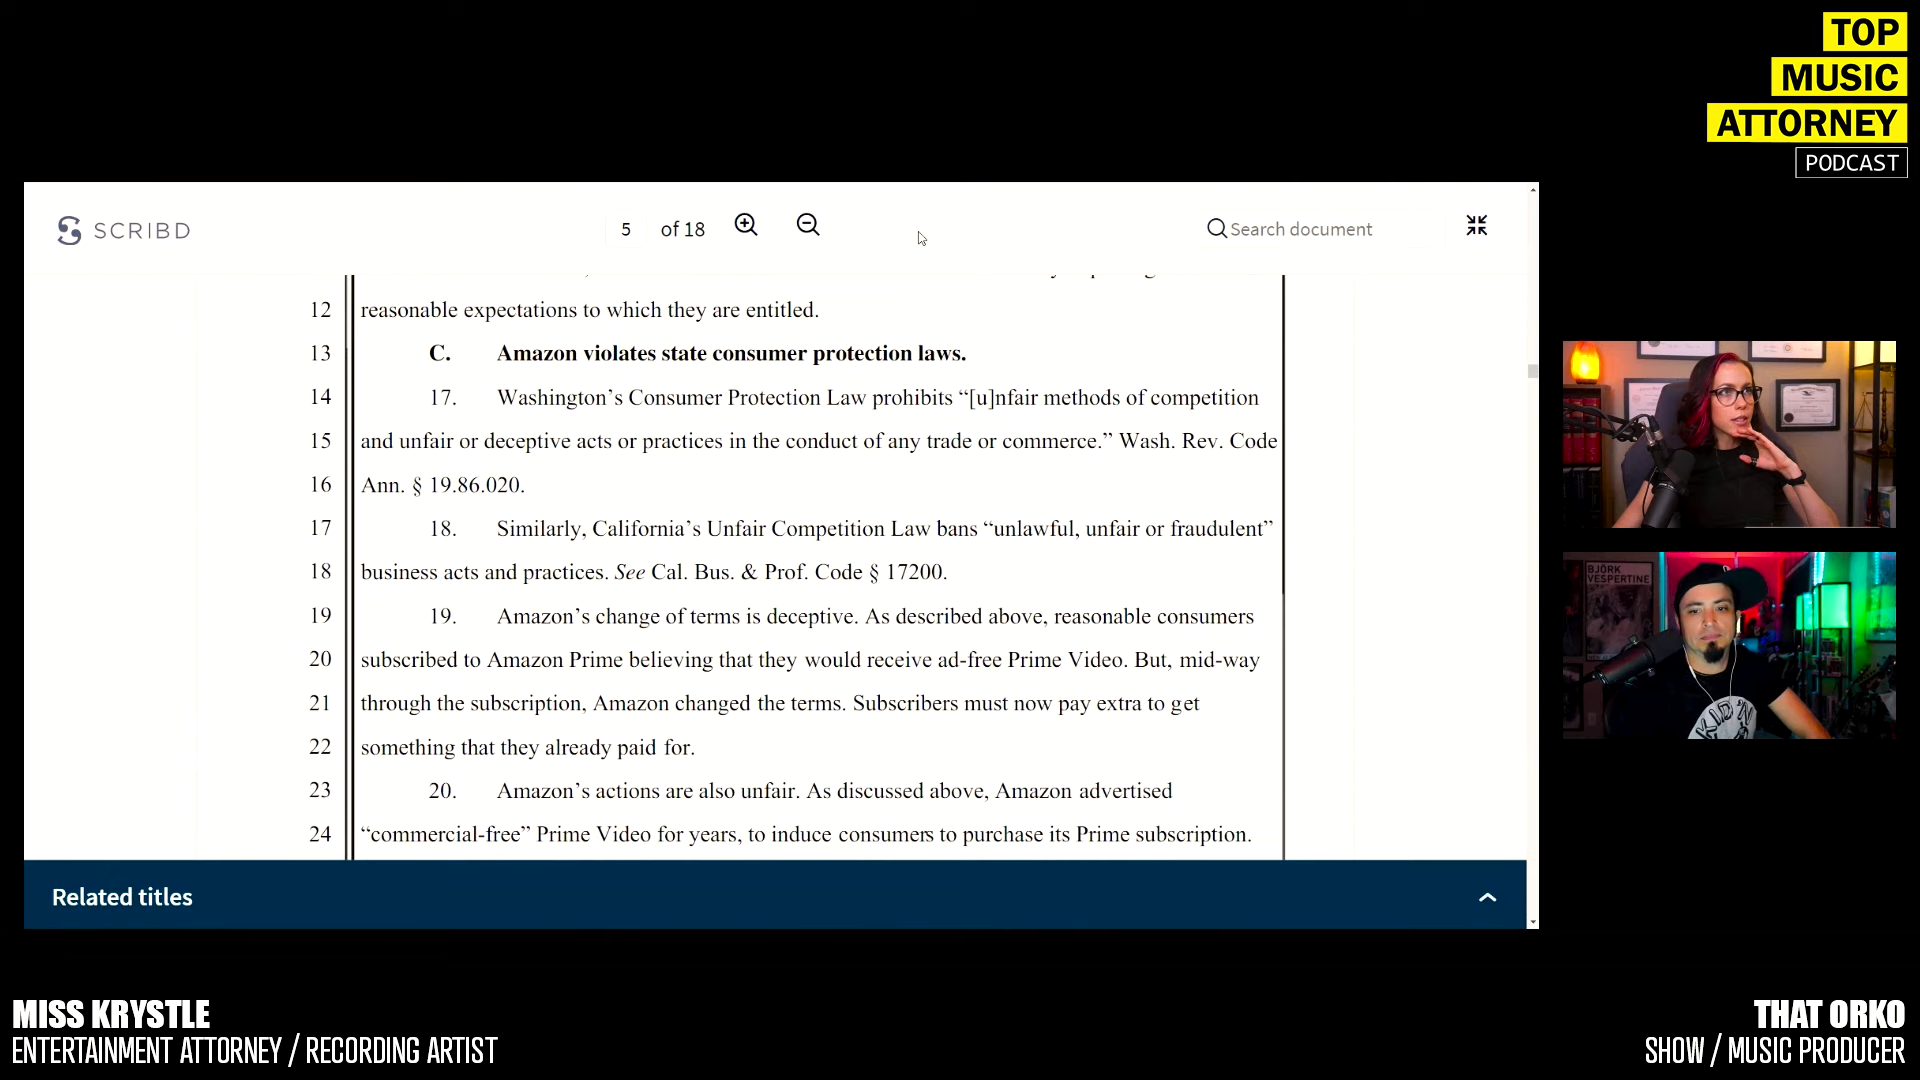 TOP
MUSIC
ATTORNEY
PODCAST
SCRIBD
5 of 18
Search document
12 reasonable expectations to which they are entitled.
13 C. Amazon violates state consumer protection laws.
14 17. Washington’s Consumer Protection Law prohibits “[u]nfair methods of competition
15 and unfair or deceptive acts or practices in the conduct of any trade or commerce.” Wash. Rev. Code
16 Ann. § 19.86.020.
17 18. Similarly, California’s Unfair Competition Law bans “unlawful, unfair or fraudulent”
18 business acts and practices. See Cal. Bus. & Prof. Code § 17200.
19 19. Amazon’s change of terms is deceptive. As described above, reasonable consumers
20 subscribed to Amazon Prime believing that they would receive ad-free Prime Video. But, mid-way
21 through the subscription, Amazon changed the terms. Subscribers must now pay extra to get
22 something that they already paid for.
23 20. Amazon’s actions are also unfair. As discussed above, Amazon advertised
24 “commercial-free” Prime Video for years, to induce consumers to purchase its Prime subscription.
Related titles
BJÖRK
VESPERTINE
KID 'N
MISS KRYSTLE
ENTERTAINMENT ATTORNEY / RECORDING ARTIST
THAT ORKO
SHOW / MUSIC PRODUCER